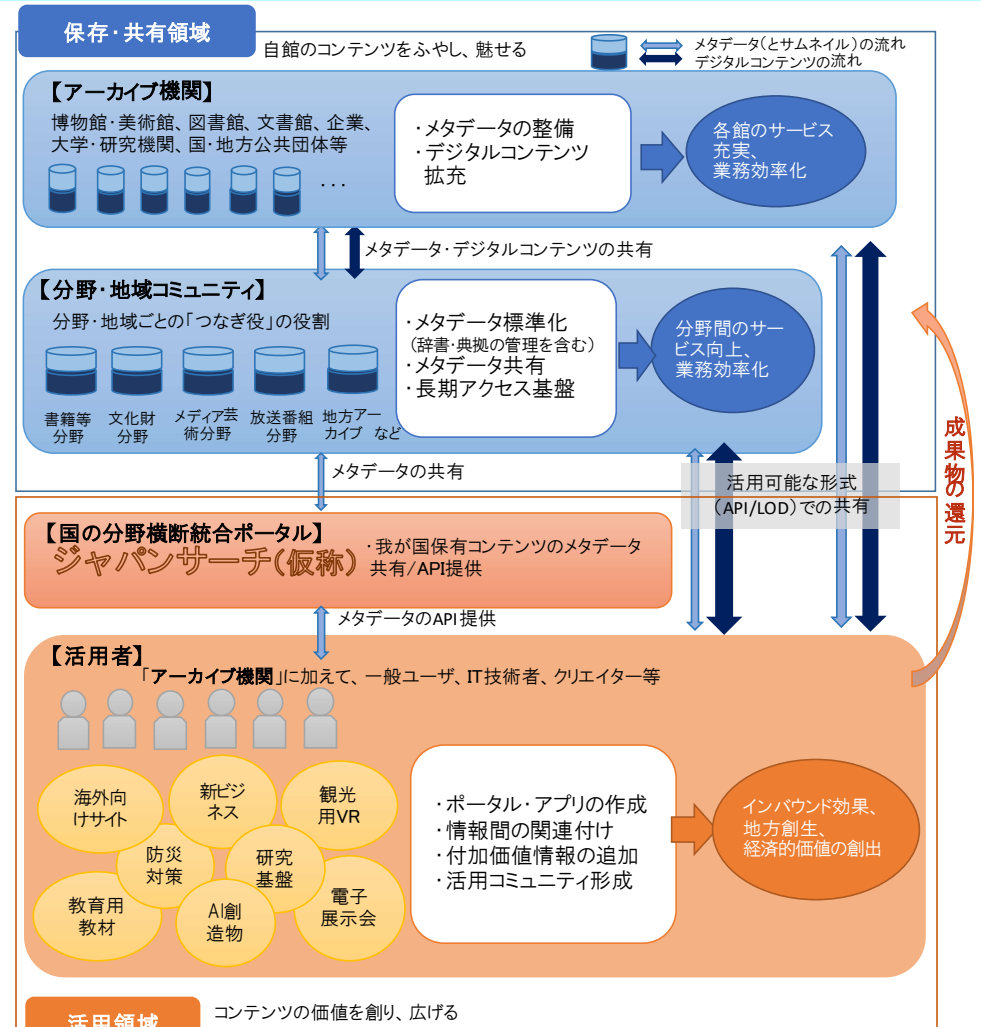 保存・共有領域
自館のコンテンツをふやし、魅せる
メタデータ(とサムネイル)の流れ
デジタルコンテンツの流れ
【アーカイブ機関】
博物館・美術館、図書館、文書館、企業、
大学・研究機関、国・地方公共団体等
・・・
・メタデータの整備
・デジタルコンテンツ
拡充
各館のサービス
充実、
業務効率化
メタデータ・デジタルコンテンツの共有
【分野・地域コミュニティ】
分野・地域ごとの「つなぎ役」の役割
書籍等
分野
文化財
分野
メディア芸
術分野
放送番組
分野
地方アー
カイブ など
・メタデータ標準化
(辞書・典拠の管理を含む)
・メタデータ共有
・長期アクセス基盤
分野間のサー
ビス向上、
業務効率化
メタデータの共有
活用可能な形式
(API/LOD)での共有
成果物の還元
【国の分野横断統合ポータル】
ジャパンサーチ(仮称)
・我が国保有コンテンツのメタデータ
共有/API提供
メタデータのAPI提供
【活用者】
「アーカイブ機関」に加えて、一般ユーザ、IT技術者、クリエイター等
海外向
けサイト
新ビジ
ネス
観光
用VR
防災
対策
研究
基盤
教育用
教材
AI創
造物
電子
展示会
・ポータル・アプリの作成
・情報間の関連付け
・付加価値情報の追加
・活用コミュニティ形成
インバウンド効果、
地方創生、
経済的価値の創出
活用領域
コンテンツの価値を創り、広げる